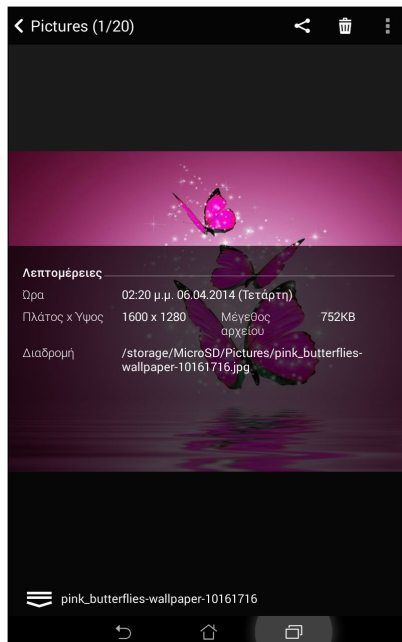 Pictures (1/20)
Λεπτομέρειες
Ώρα 02:20 μ.μ. 06.04.2014 (Τετάρτη)
Πλάτος x Ύψος 1600 x 1280 Μέγεθος αρχείου 752KB
Διαδρομή /storage/MicroSD/Pictures/pink_butterflies-
wallpaper-10161716.jpg
pink_butterflies-wallpaper-10161716